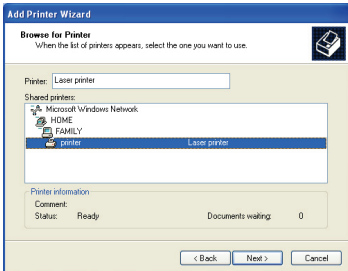 Add Printer Wizard
Browse for Printer
When the list of printers appears, select the one you want to use.
Printer: Laser printer
Shared printers:
Microsoft Windows Network
HOME
FAMILY
printer Laser printer
Printer information
Comment:
Status: Ready Documents waiting: 0
< Back Next > Cancel